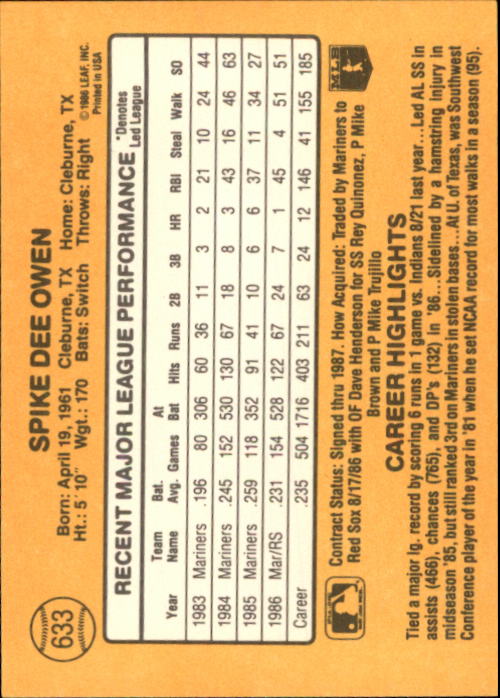 633
SPIKE DEE OWEN
Born: April 19, 1961 Cleburne, TX Home: Cleburne, TX
Ht.: 5' 10" Wgt.: 170 Bats: Switch Throws: Right
© 1986 LEAF, INC.
Printed in USA
RECENT MAJOR LEAGUE PERFORMANCE *Denotes Led League
Year Team Name Bat. Avg. Games At Bat Hits Runs 2B 3B HR RBI Steal Walk SO
1983 Mariners .196 80 306 60 36 11 3 2 21 10 24 44
1984 Mariners .245 152 530 130 67 18 8 3 43 16 46 63
1985 Mariners .259 118 352 91 41 10 6 6 37 11 34 27
1986 Mar/RS .231 154 528 122 67 24 7 1 45 4 51 51
Career .235 504 1716 403 211 63 24 12 146 41 155 185
Contract Status: Signed thru 1987. How Acquired: Traded by Mariners to
Red Sox 8/17/86 with OF Dave Henderson for SS Rey Quinonez, P Mike
Brown and P Mike Trujillo
MLB
CAREER HIGHLIGHTS
Tied a major lg. record by scoring 6 runs in 1 game vs. Indians 8/21 last year...Led AL SS in
assists (466), chances (765), and DP's (132) in '86...Sidelined by a hamstring injury in
midseason '85, but still ranked 3rd on Mariners in stolen bases...At U. of Texas, was Southwest
Conference player of the year in '81 when he set NCAA record for most walks in a season (95).